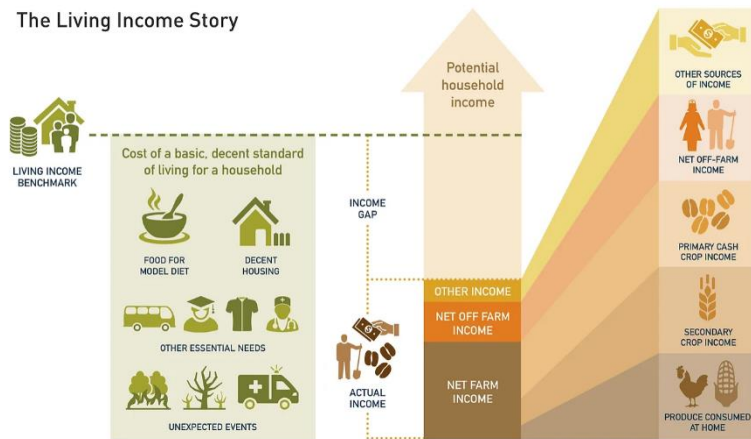 The Living Income Story
LIVING INCOME
BENCHMARK
Cost of a basic, decent standard
of living for a household
FOOD FOR
MODEL DIET
DECENT
HOUSING
OTHER ESSENTIAL NEEDS
UNEXPECTED EVENTS
INCOME
GAP
ACTUAL
INCOME
Potential
household
income
OTHER INCOME
NET OFF FARM
INCOME
NET FARM
INCOME
OTHER SOURCES
OF INCOME
NET OFF-FARM
INCOME
PRIMARY CASH
CROP INCOME
SECONDARY
CROP INCOME
PRODUCE CONSUMED
AT HOME